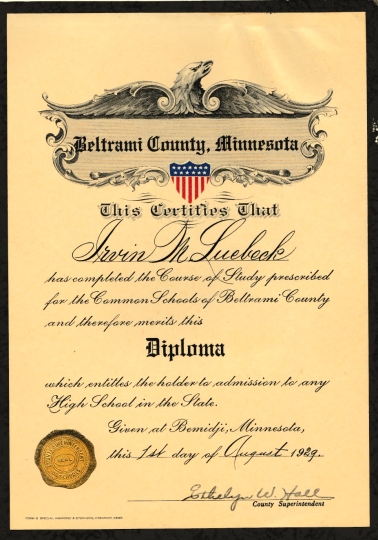 Beltrami County, Minnesota
This Certifies That
Irvin M. Luebeck
has completed the Course of Study prescribed
for the Common Schools of Beltrami County
and therefore merits this
Diploma
which entitles the holder to admission to any
High School in the State.
Given at Bemidji, Minnesota,
this 1st day of August 1929.
W. Hall
County Superintendent